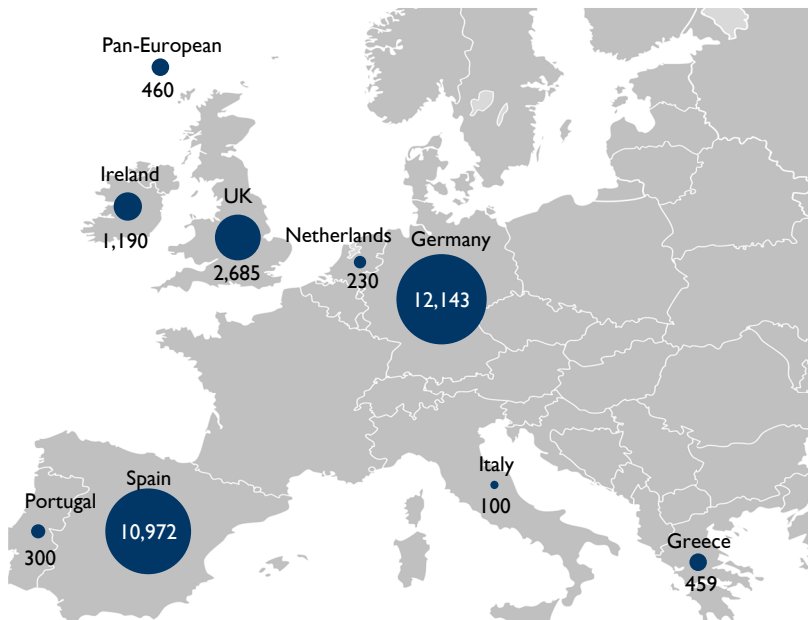 Pan-European
460
Ireland
1,190
UK
2,685
Netherlands
230
Germany
12,143
Spain
10,972
Portugal
300
Italy
100
Greece
459